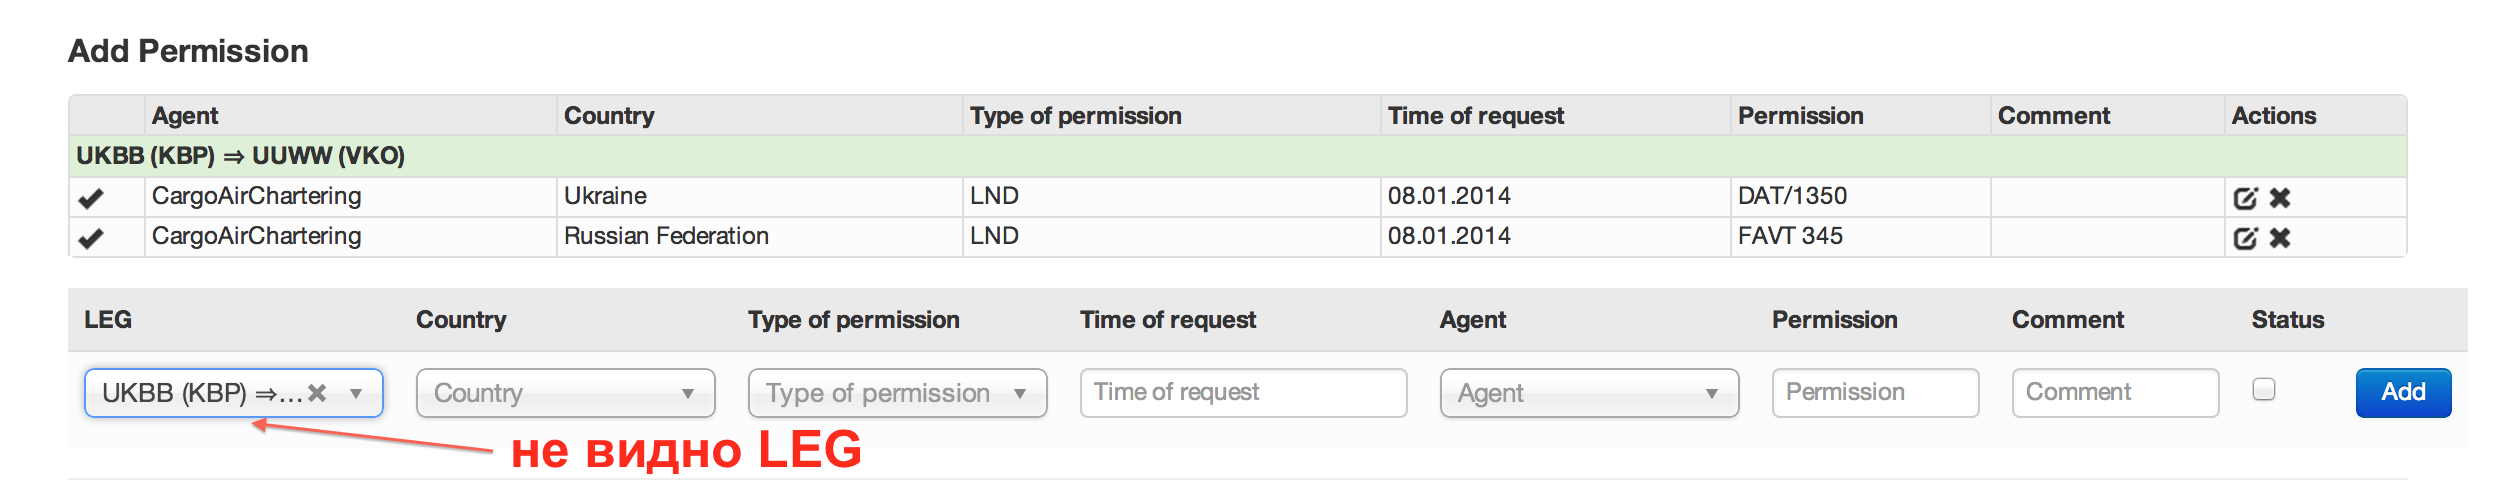 Add Permission
Agent Country Type of permission Time of request Permission Comment Actions
UKBB (KBP) ⇒ UUWW (VKO)
CargoAirChartering Ukraine LND 08.01.2014 DAT/1350
CargoAirChartering Russian Federation LND 08.01.2014 FAVT 345
LEG Country Type of permission Time of request Agent Permission Comment Status
UKBB (KBP) ⇒... Country Type of permission Time of request Agent Permission Comment Add
не видно LEG